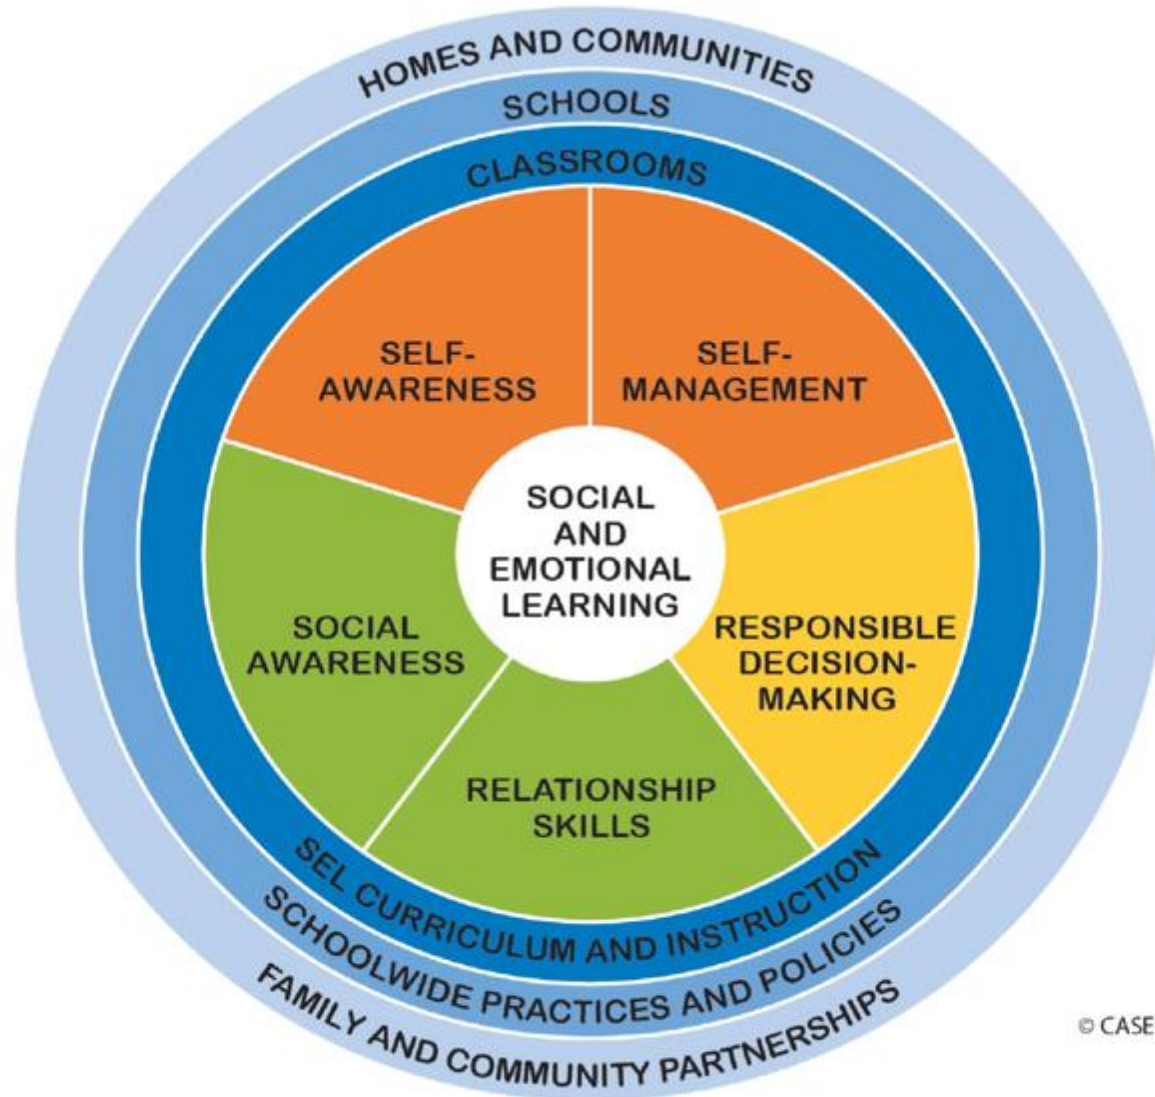 HOMES AND COMMUNITIES
SCHOOLS
CLASSROOMS
SELF-
AWARENESS
SELF-
MANAGEMENT
SOCIAL
AND
EMOTIONAL
LEARNING
SOCIAL
AWARENESS
RESPONSIBLE
DECISION-
MAKING
RELATIONSHIP
SKILLS
SEL CURRICULUM AND INSTRUCTION
SCHOOLWIDE PRACTICES AND POLICIES
FAMILY AND COMMUNITY PARTNERSHIPS
© CASE